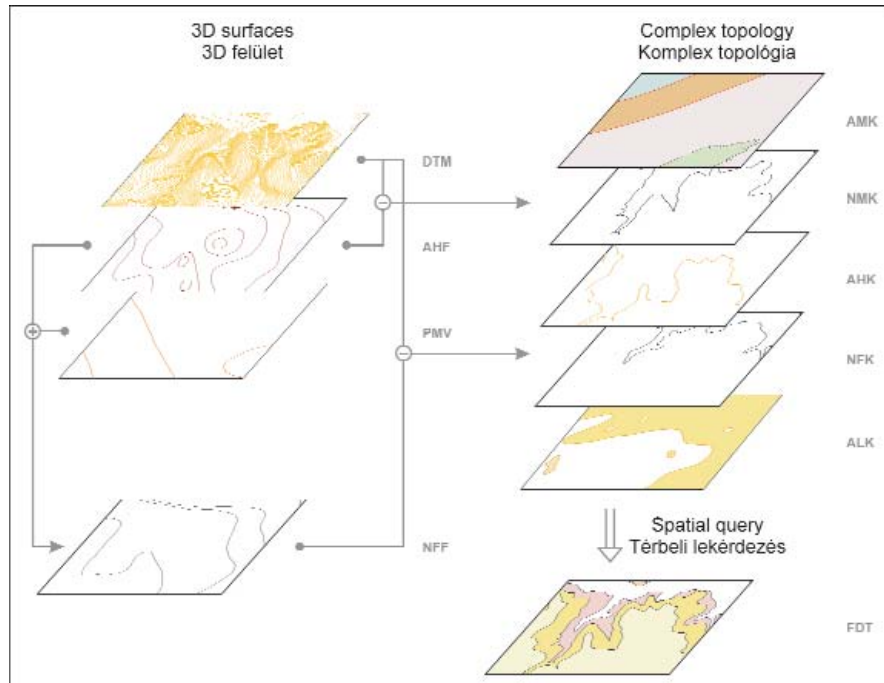 3D surfaces
3D felület
Complex topology
Komplex topológia
DTM
AHF
PMV
NFF
AMK
NMK
AHK
NFK
ALK
Spatial query
Térbeli lekérdezés
FDT